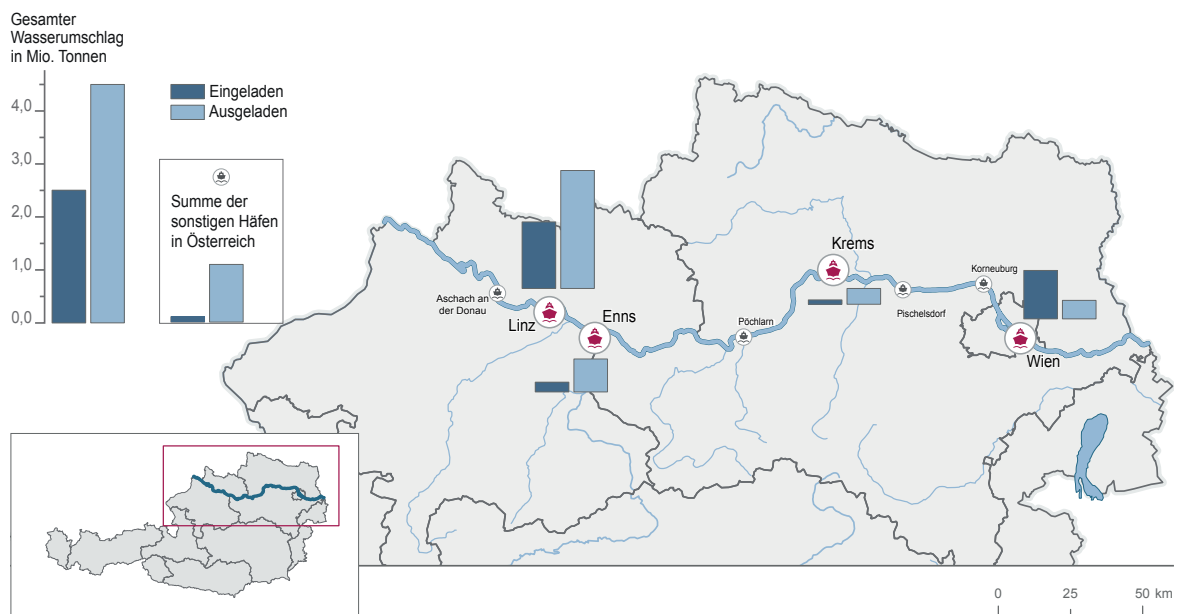 Gesamter
Wasserumschlag
in Mio. Tonnen
4,0
3,0
2,0
1,0
0,0
Eingeladen
Ausgeladen
Summe der
sonstigen Häfen
in Österreich
Aschach an
der Donau
Linz
Enns
Pöchlarn
Krems
Pischelsdorf
Korneuburg
Wien
0 25 50 km